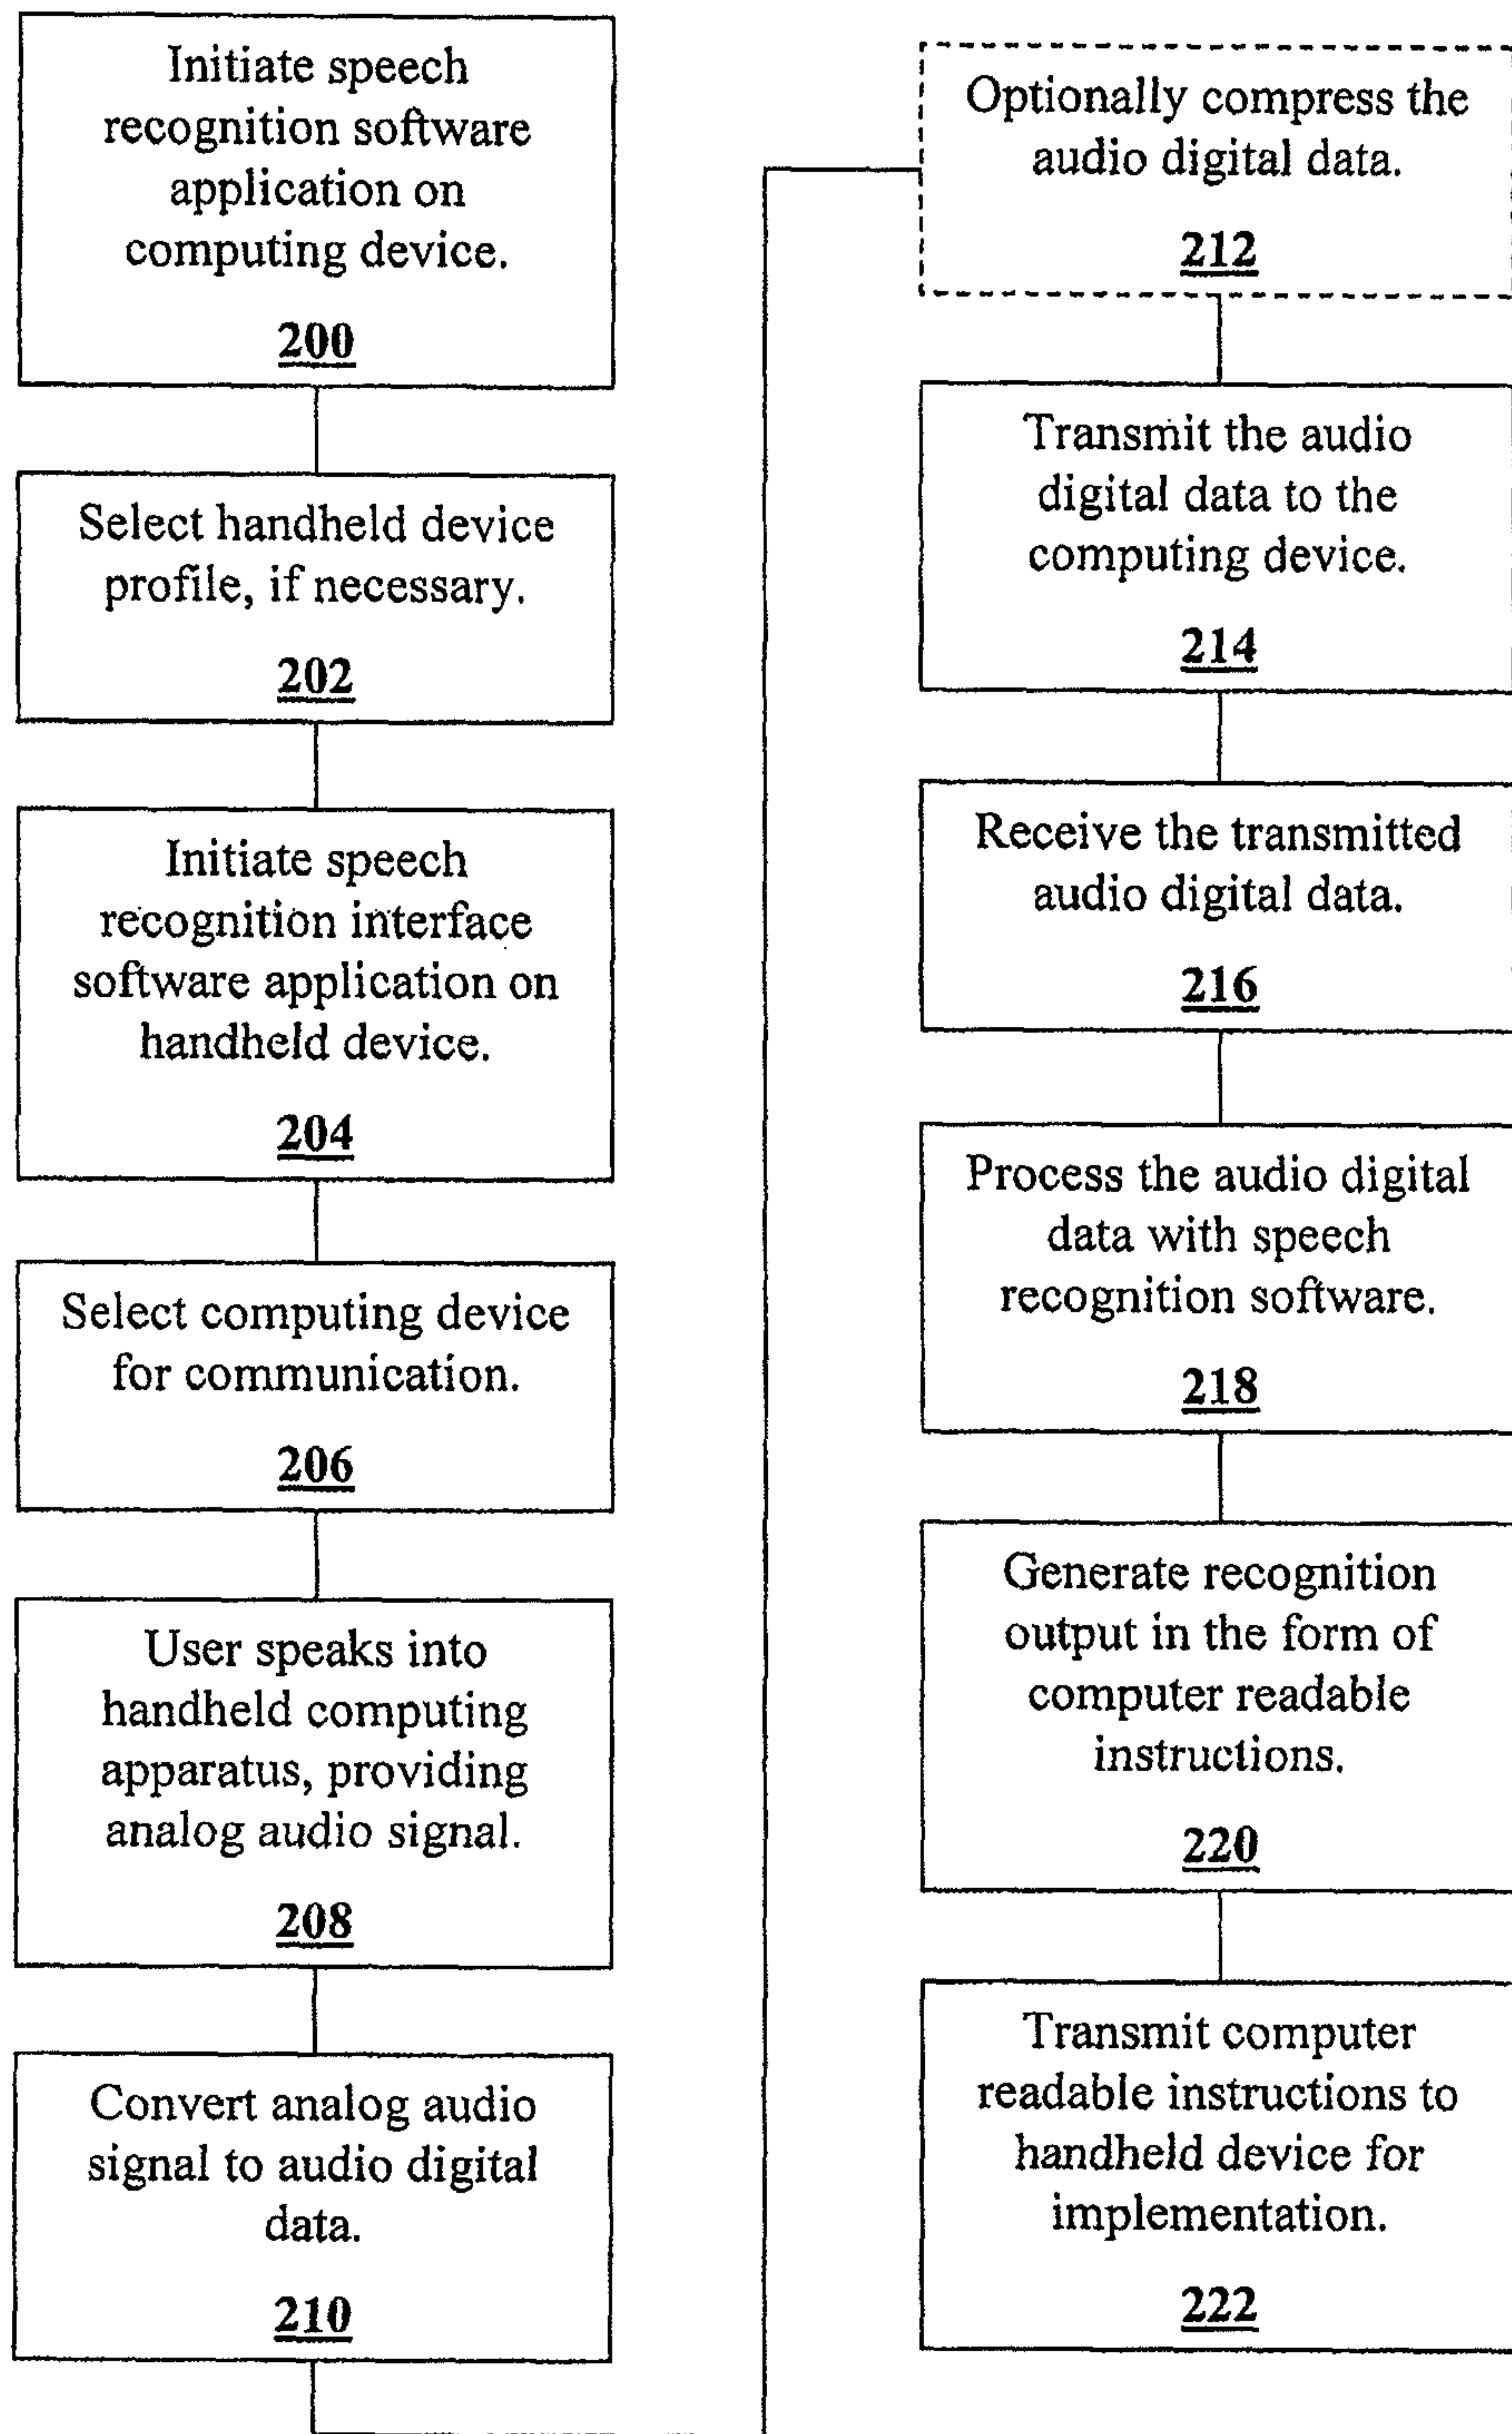 Initiate speech
recognition software
application on
computing device.
200
Select handheld device
profile, if necessary.
202
Initiate speech
recognition interface
software application on
handheld device.
204
Select computing device
for communication.
206
User speaks into
handheld computing
apparatus, providing
analog audio signal.
208
Convert analog audio
signal to audio digital
data.
210
Optionally compress the
audio digital data.
212
Transmit the audio
digital data to the
computing device.
214
Receive the transmitted
audio digital data.
216
Process the audio digital
data with speech
recognition software.
218
Generate recognition
output in the form of
computer readable
instructions.
220
Transmit computer
readable instructions to
handheld device for
implementation.
222